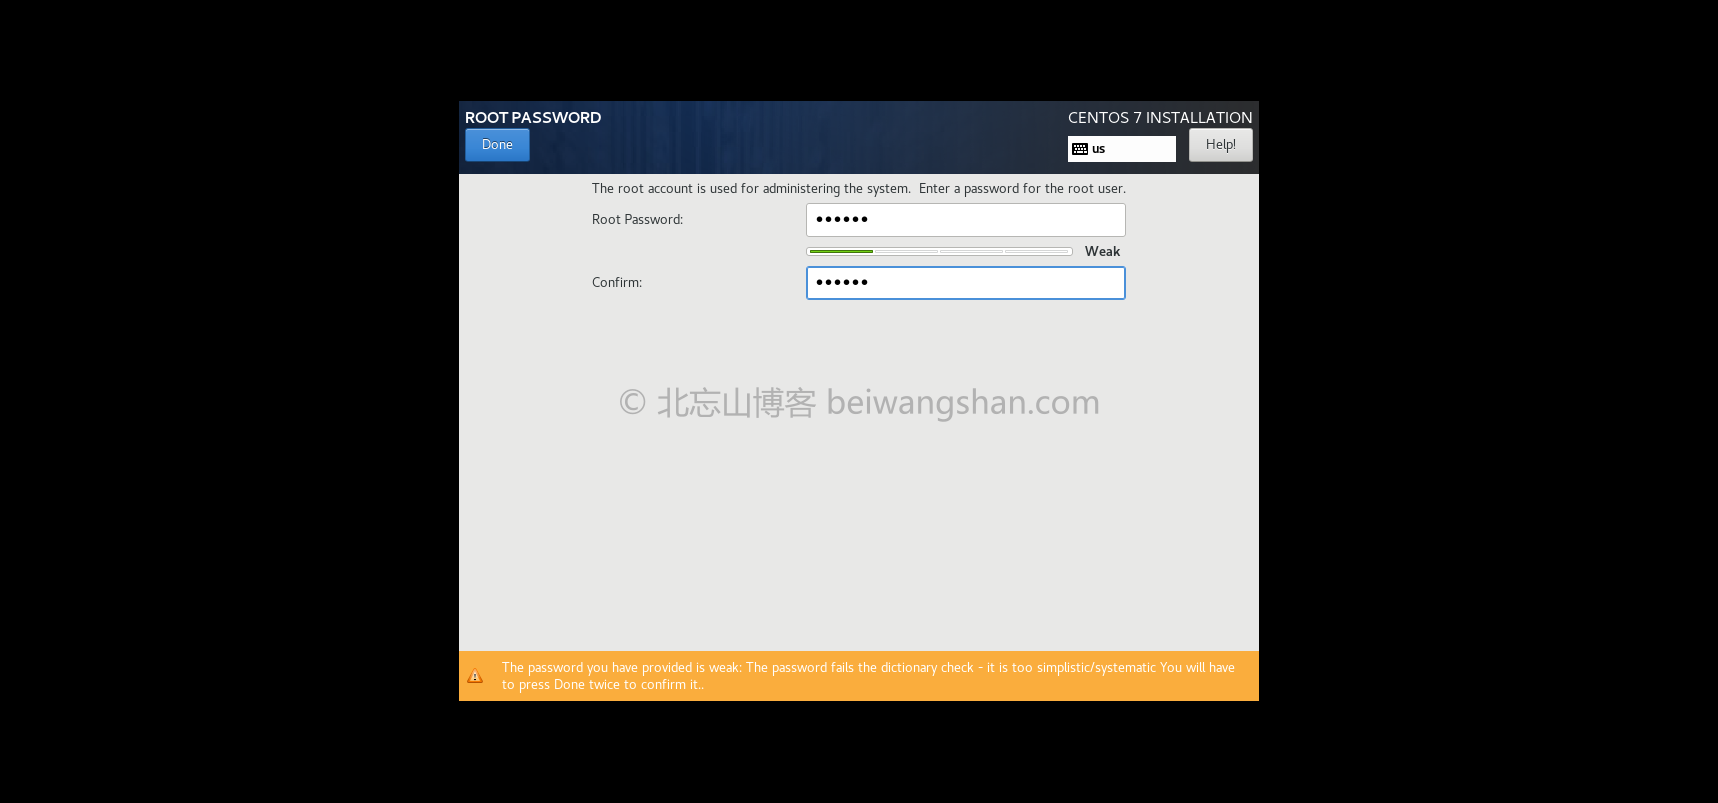 ROOT PASSWORD
CENTOS 7 INSTALLATION
Done
us
Help!
The root account is used for administering the system.  Enter a password for the root user.
Root Password:
●●●●●●
Weak
Confirm:
●●●●●●
© 北忘山博客 beiwangshan.com
The password you have provided is weak: The password fails the dictionary check - it is too simplistic/systematic You will have
to press Done twice to confirm it..